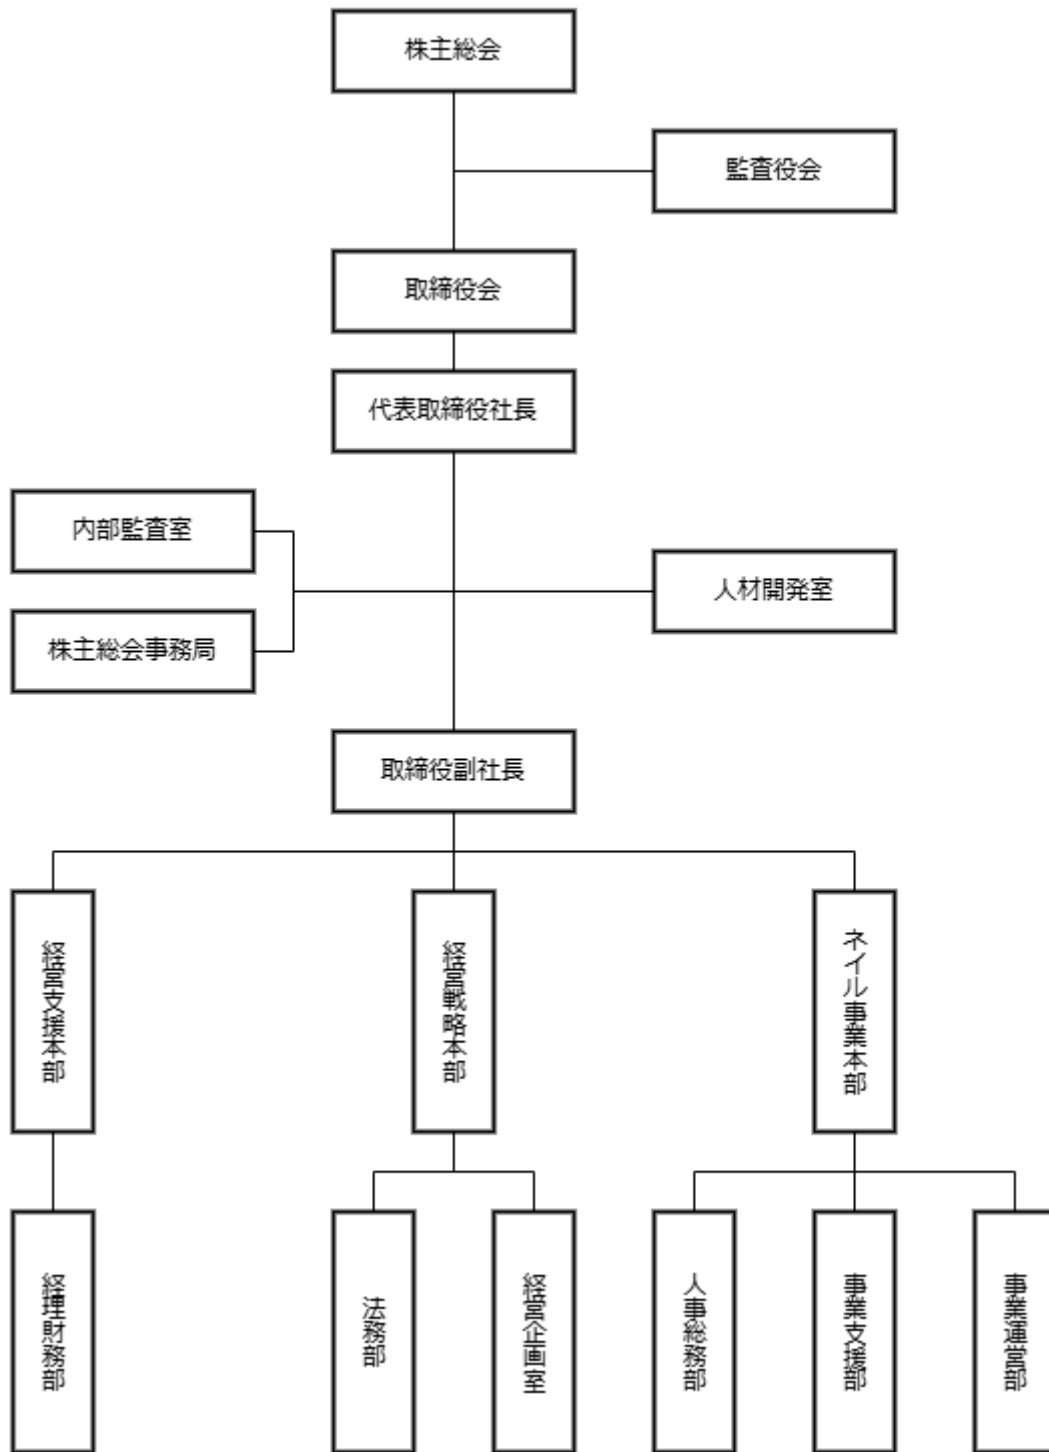 株主総会
監査役会
取締役会
代表取締役社長
内部監査室
人材開発室
株主総会事務局
取締役副社長
経営支援本部
経営戦略本部
ネイル事業本部
経理財務部
法務部
経営企画室
人事総務部
事業支援部
事業運営部